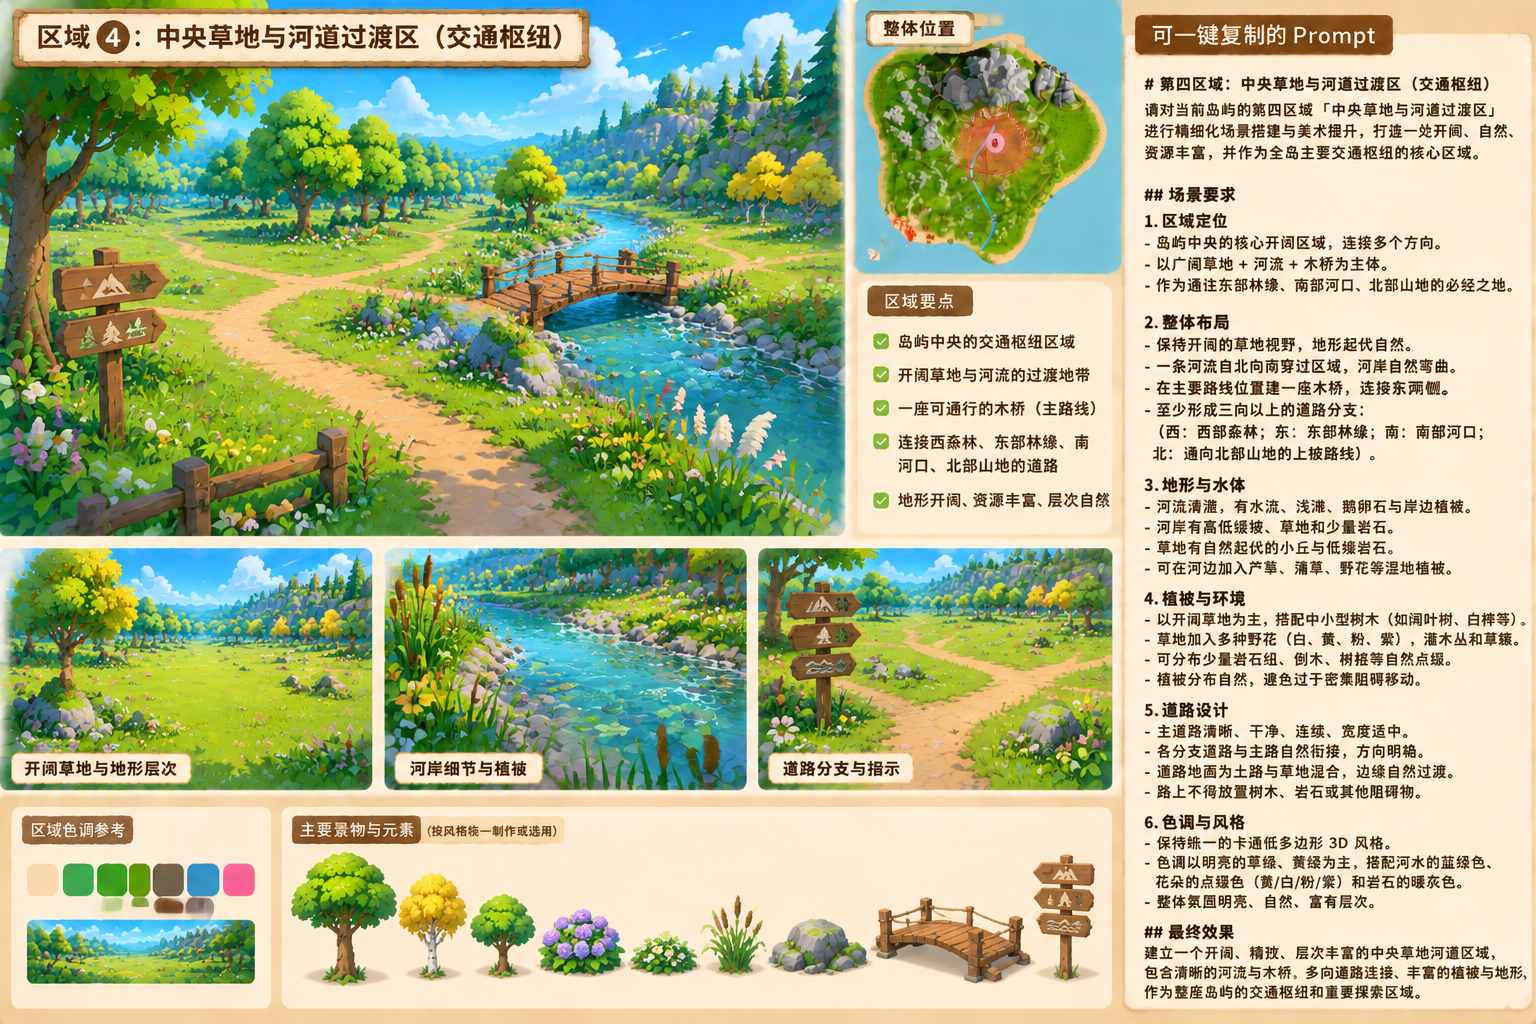 区域 4：中央草地与河道过渡区（交通枢纽）
整体位置
区域要点
岛屿中央的交通枢纽区域
开阔草地与河流的过渡地带
一座可通行的木桥（主路线）
连接西森林、东部林缘、南
河口、北部山地的道路
地形开阔、资源丰富、层次自然
开阔草地与地形层次
河岸细节与植被
道路分支与指示
区域色调参考
主要景物与元素
（按风格统一制作或选用）
可一键复制的 Prompt
# 第四区域：中央草地与河道过渡区（交通枢纽）
请对当前岛屿的第四区域「中央草地与河道过渡区」
进行精细化场景搭建与美术提升，打造一处开阔、自然、
资源丰富，并作为全岛主要交通枢纽的核心区域。
## 场景要求
1. 区域定位
- 岛屿中央的核心开阔区域，连接多个方向。
- 以广阔草地 + 河流 + 木桥为主体。
- 作为通往东部林缘、南部河口、北部山地的必经之地。
2. 整体布局
- 保持开阔的草地视野，地形起伏自然。
- 一条河流自北向南穿过区域，河岸自然弯曲。
- 在主要路线位置建一座木桥，连接东两侧。
- 至少形成三向以上的道路分支：
（西：西部森林；东：东部林缘；南：南部河口；
北：通向北部山地的上坡路线）。
3. 地形与水体
- 河流清澈，有水流、浅滩、鹅卵石与岸边植被。
- 河岸有高低缓坡、草地和少量岩石。
- 草地有自然起伏的小丘与低矮岩石。
- 可在河边加入芦苇、蒲草、野花等湿地植被。
4. 植被与环境
- 以开阔草地为主，搭配中小型树木（如阔叶树、白桦等）。
- 草地加入多种野花（白、黄、粉、紫），灌木丛和草簇。
- 可分布少量岩石组、倒木、树桩等自然点缀。
- 植被分布自然，避免过于密集阻碍移动。
5. 道路设计
- 主道路清晰、干净、连续、宽度适中。
- 各分支道路与主路自然衔接，方向明确。
- 道路地面为土路与草地混合，边缘自然过渡。
- 路上不得放置树木、岩石或其他阻碍物。
6. 色调与风格
- 保持统一的卡通低多边形 3D 风格。
- 色调以明亮的草绿、黄绿为主，搭配河水的蓝绿色、
花朵的点缀色（黄/白/粉/紫）和岩石的暖灰色。
- 整体氛围明亮、自然、富有层次。
## 最终效果
建立一个开阔、精致、层次丰富的中央草地河道区域，
包含清晰的河流与木桥，多向道路连接、丰富的植被与地形，
作为整座岛屿的交通枢纽和重要探索区域。